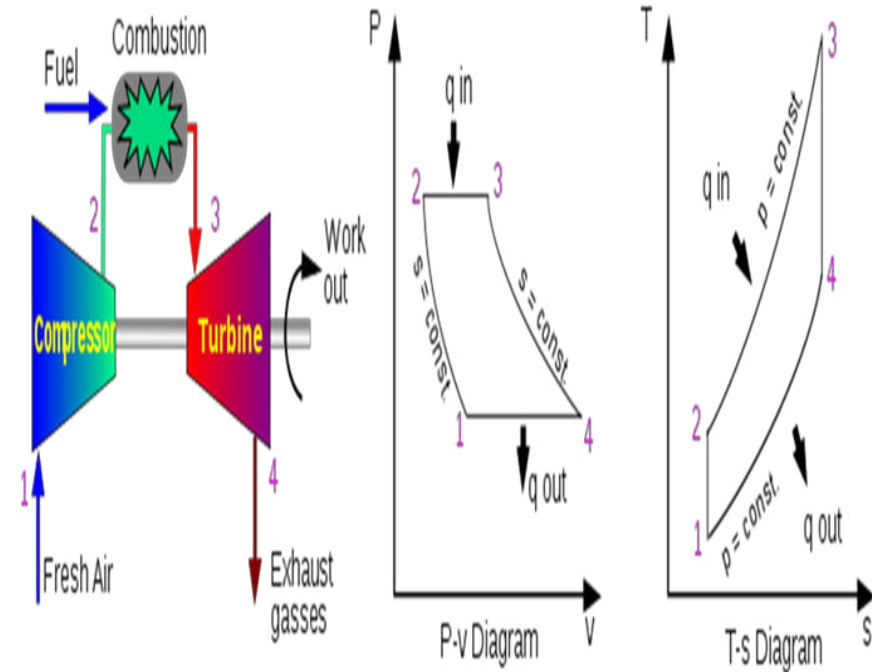 Combustion
Fuel
2
3
Work
out
Compressor
Turbine
1
4
Fresh Air
Exhaust
gasses
P
q in
2
3
s = const.
s = const.
1
4
q out
P-v Diagram
v
T
3
p = const.
q in
4
2
1
p = const.
q out
T-s Diagram
s